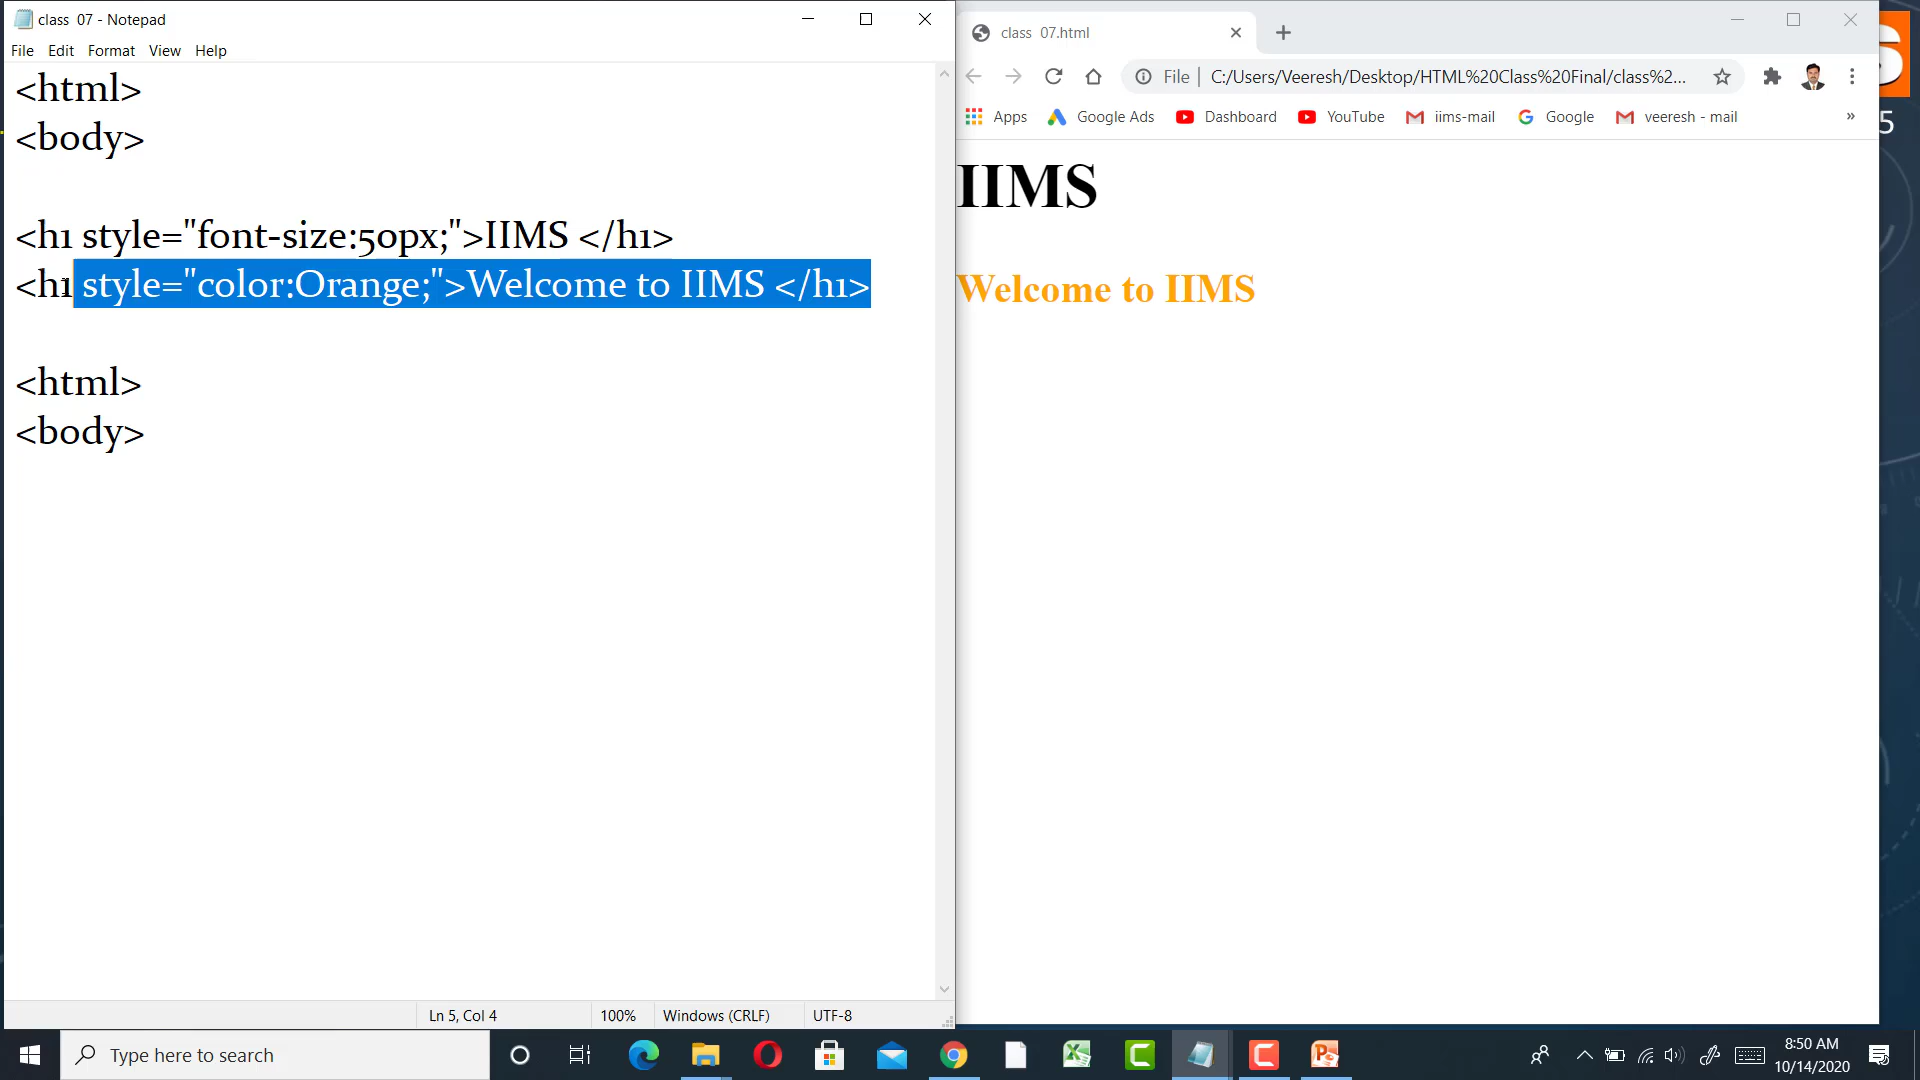 class 07 - Notepad
File Edit Format View Help
<html>
<body>
<h1 style="font-size:50px;">IIMS </h1>
<h1 style="color:Orange;">Welcome to IIMS </h1>
<html>
<body>
Ln 5, Col 4 100% Windows (CRLF) UTF-8
class 07.html
File C:/Users/Veeresh/Desktop/HTML%20Class%20Final/class%2...
Apps Google Ads Dashboard YouTube iims-mail Google veeresh - mail »
IIMS
Welcome to IIMS
S
5
Type here to search
8:50 AM
10/14/2020